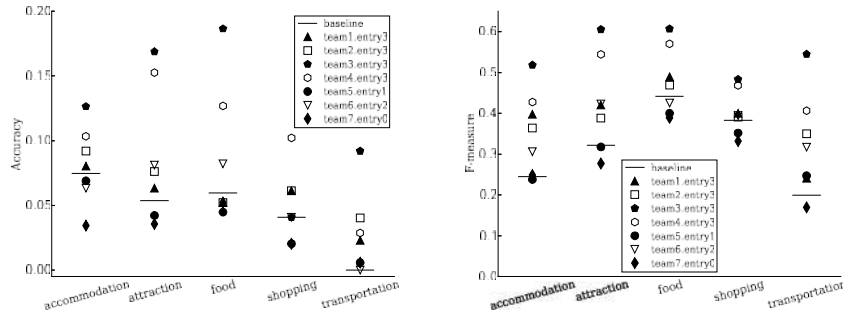 0.20
0.15
0.10
0.05
0.00
Accuracy
baseline
team1.entry3
team2.entry3
team3.entry3
team4.entry3
team5.entry1
team6.entry2
team7.entry0
accommodation
attraction
food
shopping
transportation
0.6
0.5
0.4
0.3
0.2
0.1
0.0
F-measure
baseline
team1.entry3
team2.entry3
team3.entry3
team4.entry3
team5.entry1
team6.entry2
team7.entry0
accommodation
attraction
food
shopping
transportation